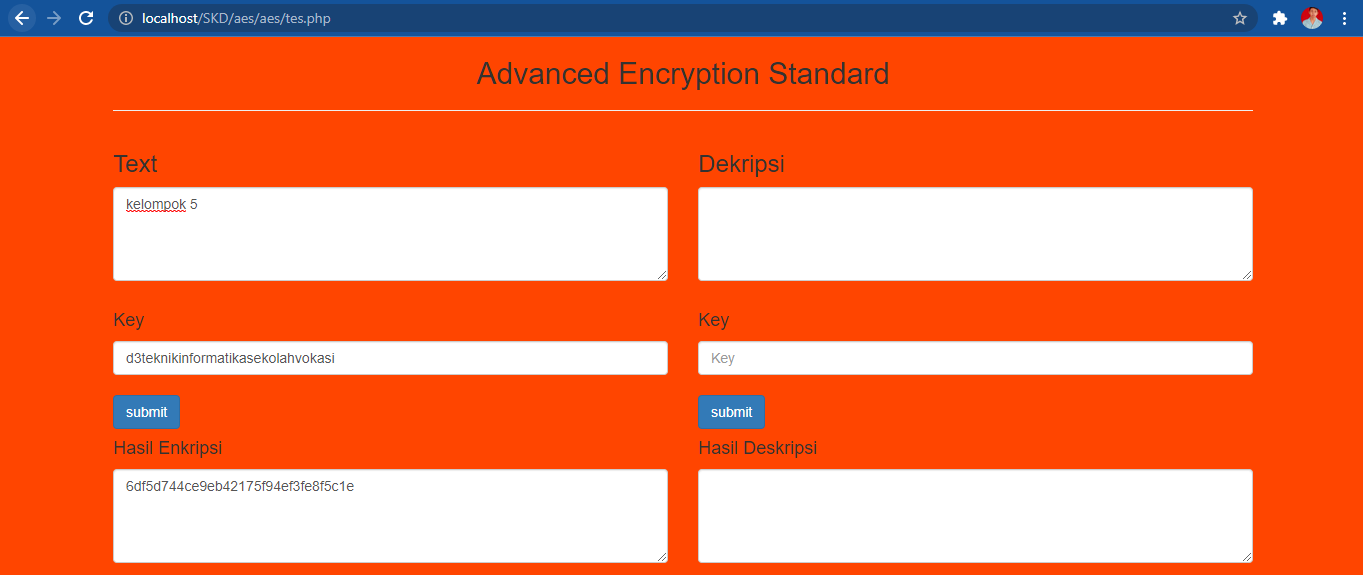 localhost/SKD/aes/aes/tes.php
Advanced Encryption Standard
Text
kelompok 5
Key
d3teknikinformatikasekolahvokasi
submit
Hasil Enkripsi
6df5d744ce9eb42175f94ef3fe8f5c1e
Dekripsi
Key
Key
submit
Hasil Deskripsi